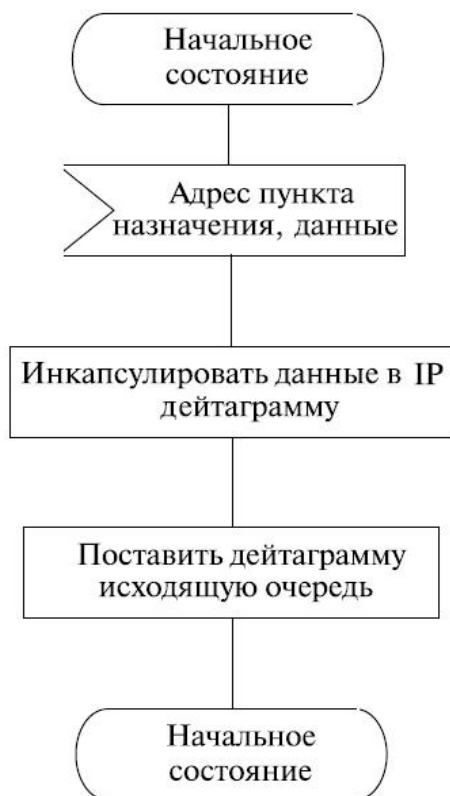 Начальное
состояние
Адрес пункта
назначения, данные
Инкапсулировать данные в IP
дейтаграмму
Поставить дейтаграмму
исходящую очередь
Начальное
состояние